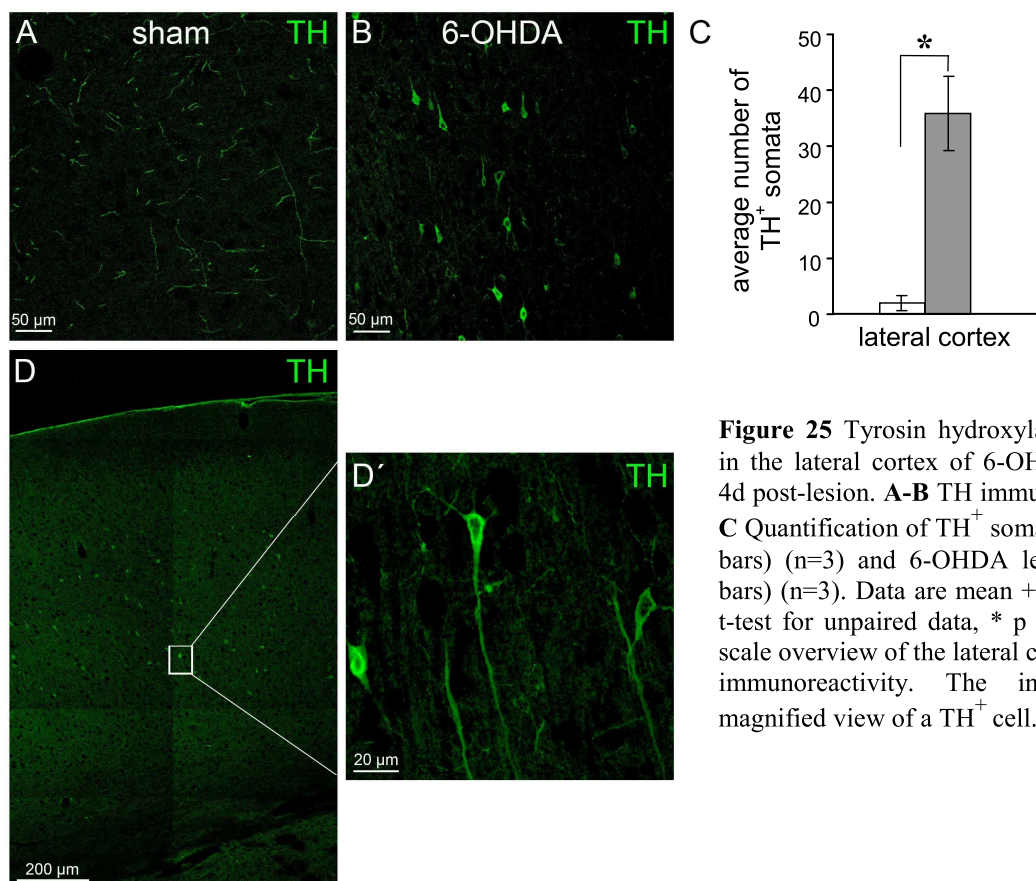 A sham TH
50 µm
B 6-OHDA TH
50 µm
C
average number of
TH+ somata
50
40
30
20
10
0
*
lateral cortex
D TH
200 µm
D´ TH
20 µm
Figure 25 Tyrosin hydroxyla
in the lateral cortex of 6-OH
4d post-lesion. A-B TH immu
C Quantification of TH+ soma
bars) (n=3) and 6-OHDA le
bars) (n=3). Data are mean +
t-test for unpaired data, * p
scale overview of the lateral c
immunoreactivity. The in
magnified view of a TH+ cell.